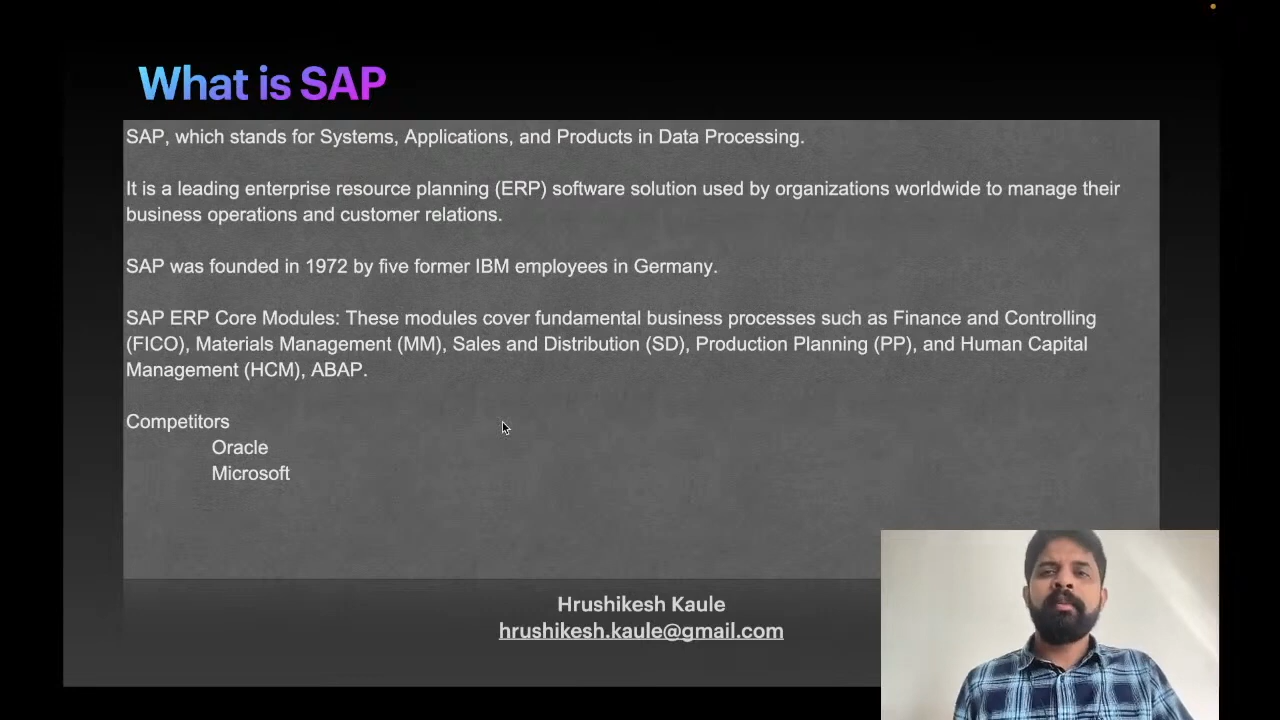 What is SAP
SAP, which stands for Systems, Applications, and Products in Data Processing.
It is a leading enterprise resource planning (ERP) software solution used by organizations worldwide to manage their
business operations and customer relations.
SAP was founded in 1972 by five former IBM employees in Germany.
SAP ERP Core Modules: These modules cover fundamental business processes such as Finance and Controlling
(FICO), Materials Management (MM), Sales and Distribution (SD), Production Planning (PP), and Human Capital
Management (HCM), ABAP.
Competitors
Oracle
Microsoft
Hrushikesh Kaule
hrushikesh.kaule@gmail.com